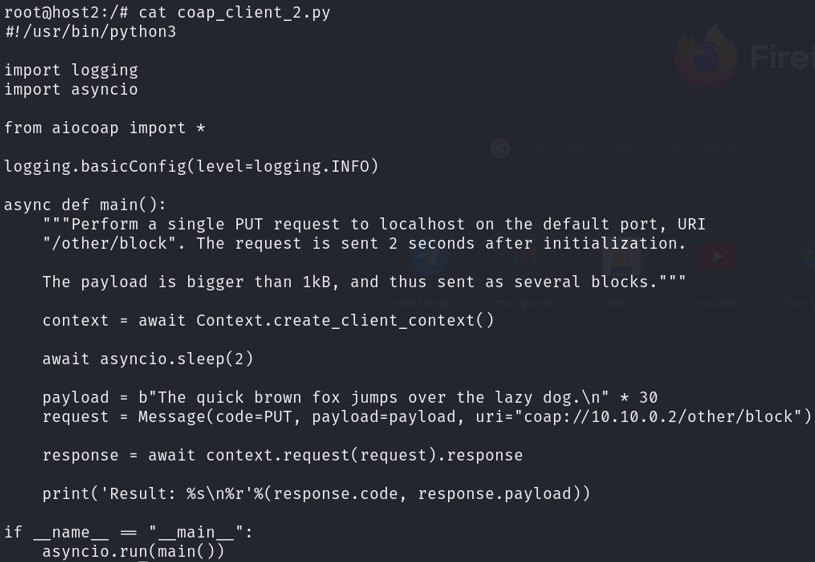 root@host2:/# cat coap_client_2.py
#!/usr/bin/python3
import logging
import asyncio
from aiocoap import *
logging.basicConfig(level=logging.INFO)
async def main():
    """Perform a single PUT request to localhost on the default port, URI
    "/other/block". The request is sent 2 seconds after initialization.
    The payload is bigger than 1kB, and thus sent as several blocks."""
    context = await Context.create_client_context()
    await asyncio.sleep(2)
    payload = b"The quick brown fox jumps over the lazy dog.\n" * 30
    request = Message(code=PUT, payload=payload, uri="coap://10.10.0.2/other/block")
    response = await context.request(request).response
    print('Result: %s\n%r'%(response.code, response.payload))
if __name__ == "__main__":
    asyncio.run(main())
Firef